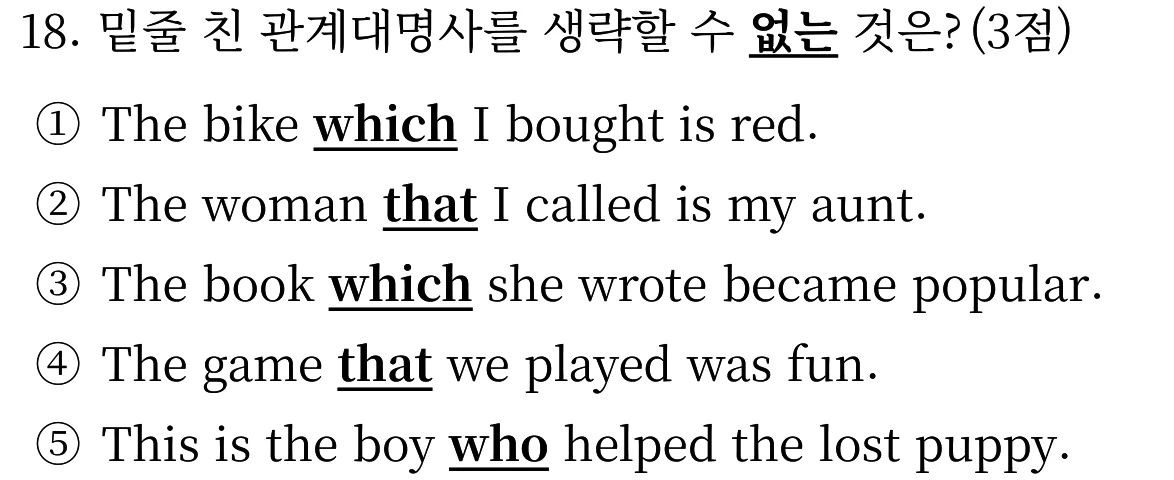 18. 밑줄 친 관계대명사를 생략할 수 없는 것은?(3점)
① The bike which I bought is red.
② The woman that I called is my aunt.
③ The book which she wrote became popular.
④ The game that we played was fun.
⑤ This is the boy who helped the lost puppy.